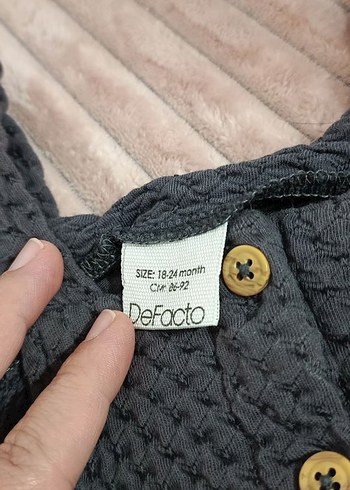 SIZE: 18-24 month
CM: 86-92
DeFacto